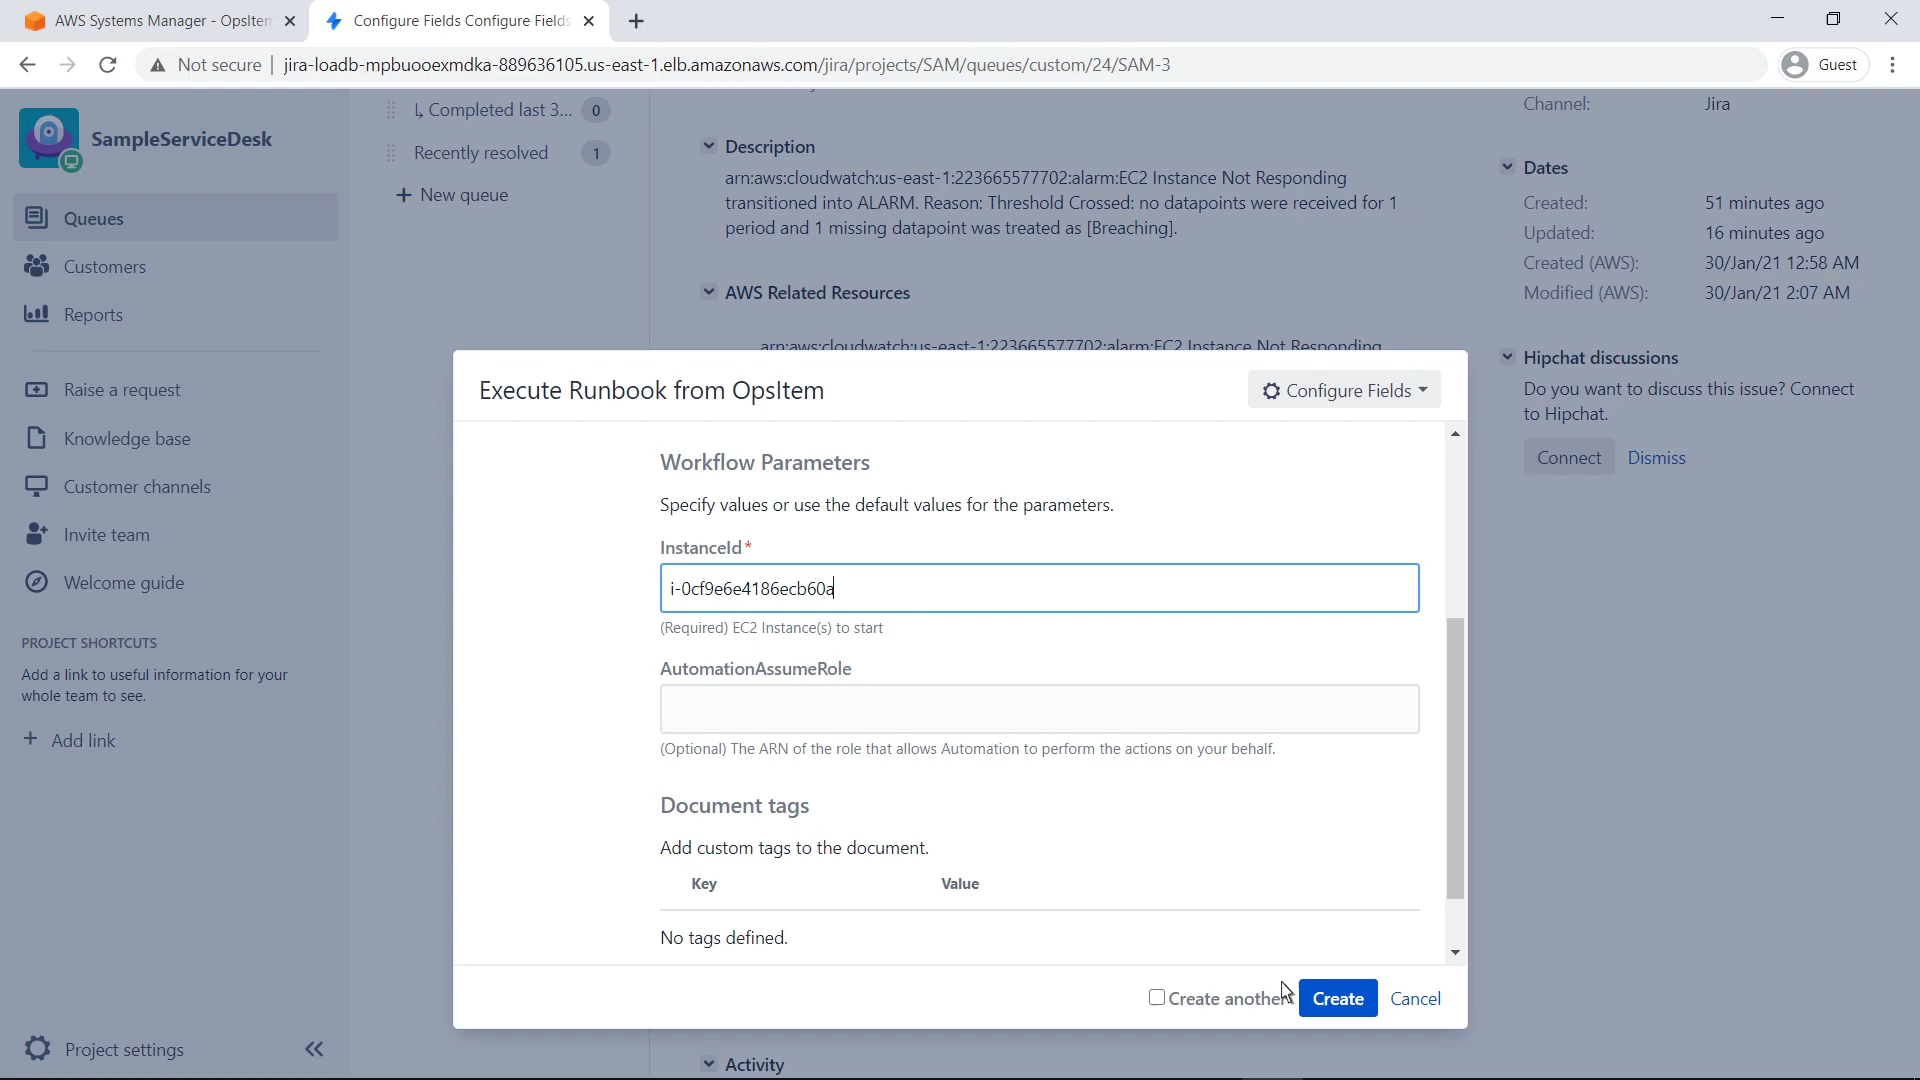 AWS Systems Manager - OpsIten
Configure Fields Configure Fields
Not secure
jira-loadb-mpbuooexmdka-889636105.us-east-1.elb.amazonaws.com/jira/projects/SAM/queues/custom/24/SAM-3
Guest
SampleServiceDesk
Queues
Customers
Reports
Raise a request
Knowledge base
Customer channels
Invite team
Welcome guide
PROJECT SHORTCUTS
Add a link to useful information for your
whole team to see.
+ Add link
Project settings
Completed last 3... 0
Recently resolved 1
+ New queue
Description
arn:aws:cloudwatch:us-east-1:223665577702:alarm:EC2 Instance Not Responding
transitioned into ALARM. Reason: Threshold Crossed: no datapoints were received for 1
period and 1 missing datapoint was treated as [Breaching].
AWS Related Resources
arn:aws:cloudwatch:us-east-1:223665577702:alarm:EC2 Instance Not Responding
Channel: Jira
Dates
Created: 51 minutes ago
Updated: 16 minutes ago
Created (AWS): 30/Jan/21 12:58 AM
Modified (AWS): 30/Jan/21 2:07 AM
Hipchat discussions
Do you want to discuss this issue? Connect
to Hipchat.
Connect Dismiss
Execute Runbook from OpsItem
Configure Fields
Workflow Parameters
Specify values or use the default values for the parameters.
InstanceId *
i-0cf9e6e4186ecb60a
(Required) EC2 Instance(s) to start
AutomationAssumeRole
(Optional) The ARN of the role that allows Automation to perform the actions on your behalf.
Document tags
Add custom tags to the document.
Key Value
No tags defined.
Create another Create Cancel
Activity